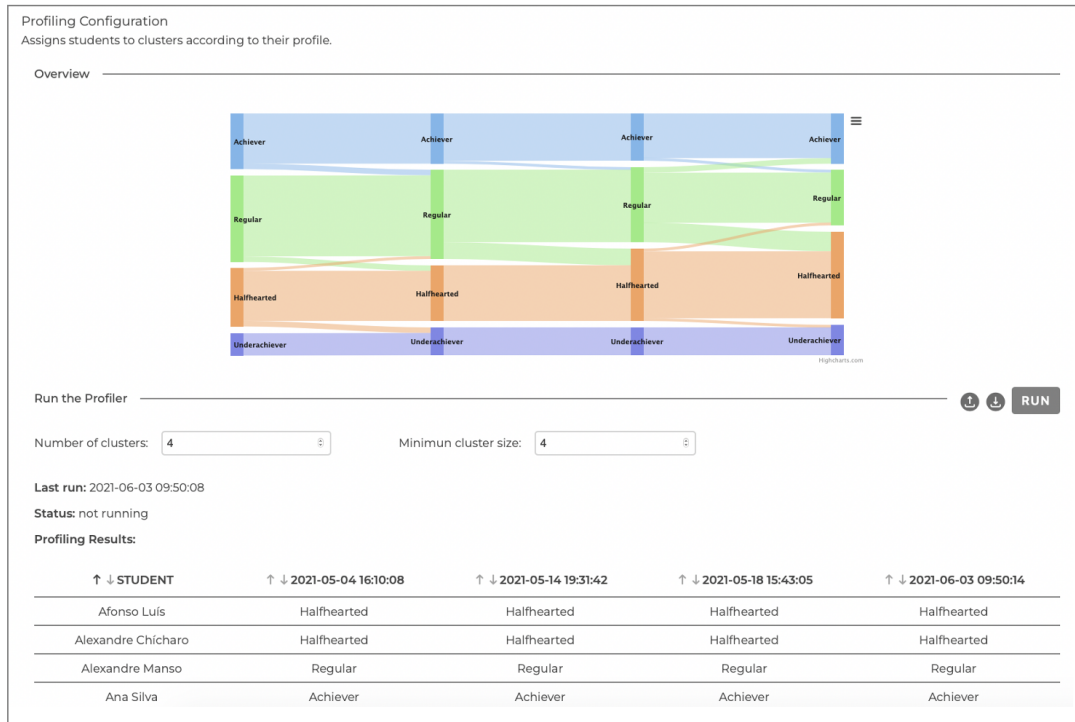 Profiling Configuration
Assigns students to clusters according to their profile.
Overview
Achiever Achiever Achiever Achiever
Regular Regular Regular Regular
Halfhearted Halfhearted Halfhearted Halfhearted
Underachiever Underachiever Underachiever Underachiever
Highcharts.com
Run the Profiler RUN
Number of clusters: 4 Minimun cluster size: 4
Last run: 2021-06-03 09:50:08
Status: not running
Profiling Results:
↑ ↓ STUDENT ↑ ↓ 2021-05-04 16:10:08 ↑ ↓ 2021-05-14 19:31:42 ↑ ↓ 2021-05-18 15:43:05 ↑ ↓ 2021-06-03 09:50:14
Afonso Luís Halfhearted Halfhearted Halfhearted Halfhearted
Alexandre Chícharo Halfhearted Halfhearted Halfhearted Halfhearted
Alexandre Manso Regular Regular Regular Regular
Ana Silva Achiever Achiever Achiever Achiever